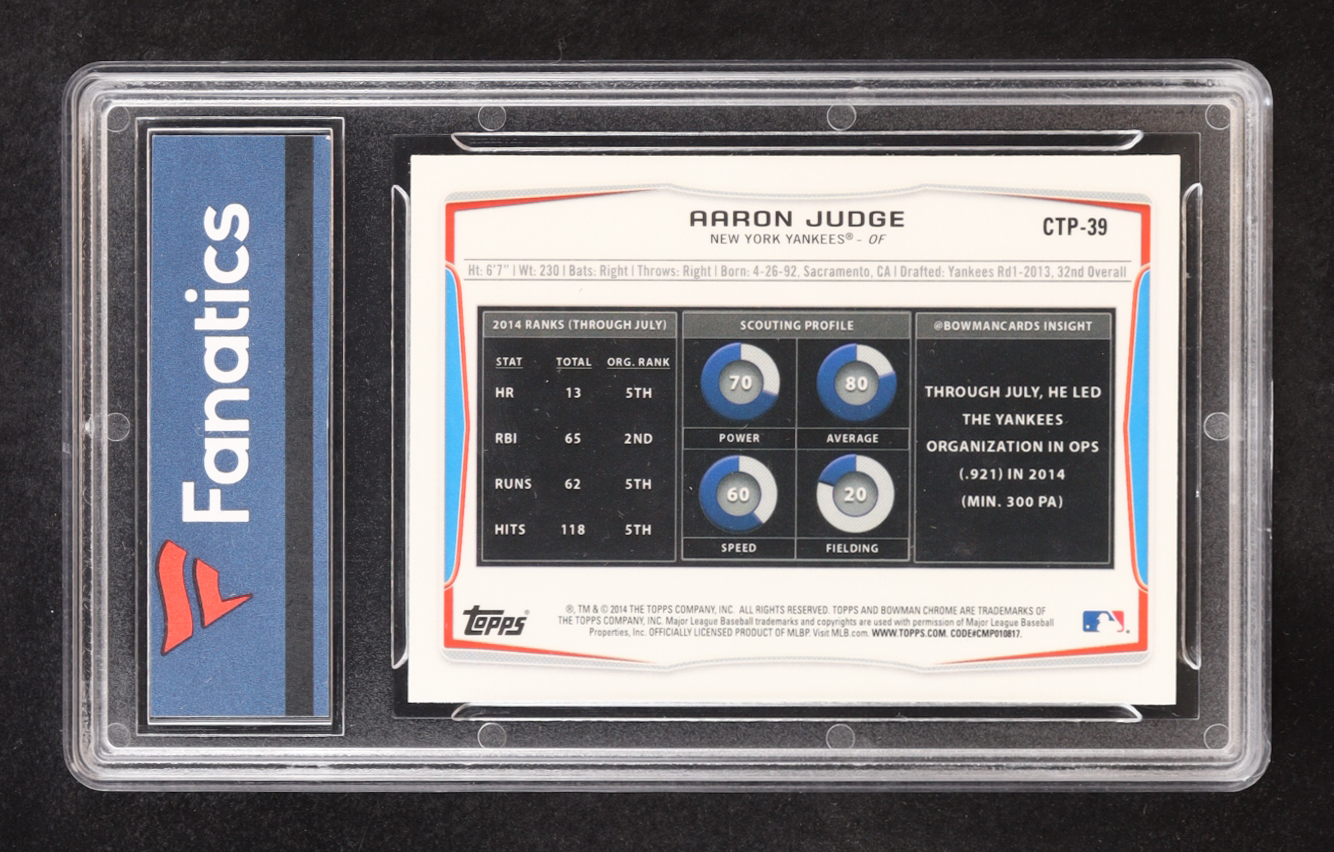 Fanatics
AARON JUDGE
NEW YORK YANKEES® - OF
CTP-39
Ht: 6'7" | Wt: 230 | Bats: Right | Throws: Right | Born: 4-26-92, Sacramento, CA | Drafted: Yankees Rd1-2013, 32nd Overall
2014 RANKS (THROUGH JULY)
STAT TOTAL ORG. RANK
HR 13 5TH
RBI 65 2ND
RUNS 62 5TH
HITS 118 5TH
SCOUTING PROFILE
70
POWER
80
AVERAGE
60
SPEED
20
FIELDING
@BOWMANCARDS INSIGHT
THROUGH JULY, HE LED
THE YANKEES
ORGANIZATION IN OPS
(.921) IN 2014
(MIN. 300 PA)
Topps®
®, TM & © 2014 THE TOPPS COMPANY, INC. ALL RIGHTS RESERVED. TOPPS AND BOWMAN CHROME ARE TRADEMARKS OF
THE TOPPS COMPANY, INC. Major League Baseball trademarks and copyrights are used with permission of Major League Baseball
Properties, Inc. OFFICIALLY LICENSED PRODUCT OF MLBP. Visit MLB.com. WWW.TOPPS.COM. CODE#CMP010817.